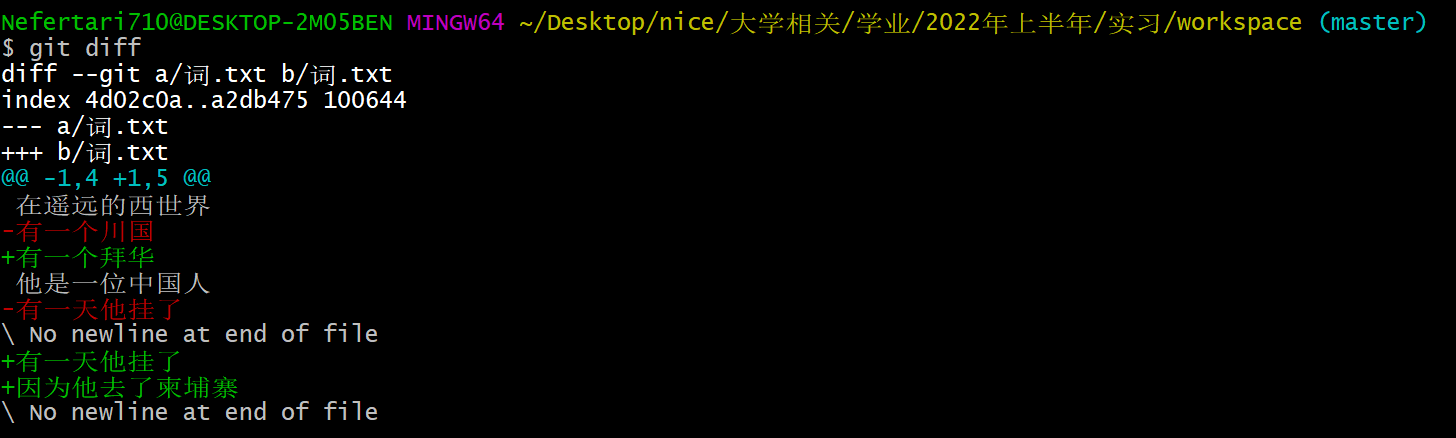 Nefertari710@DESKTOP-2MO5BEN MINGW64 ~/Desktop/nice/大学相关/学业/2022年上半年/实习/workspace (master)
$ git diff
diff --git a/词.txt b/词.txt
index 4d02c0a..a2db475 100644
--- a/词.txt
+++ b/词.txt
@@ -1,4 +1,5 @@
 在遥远的西世界
-有一个川国
+有一个拜华
 他是一位中国人
-有一天他挂了
\ No newline at end of file
+有一天他挂了
+因为他去了柬埔寨
\ No newline at end of file